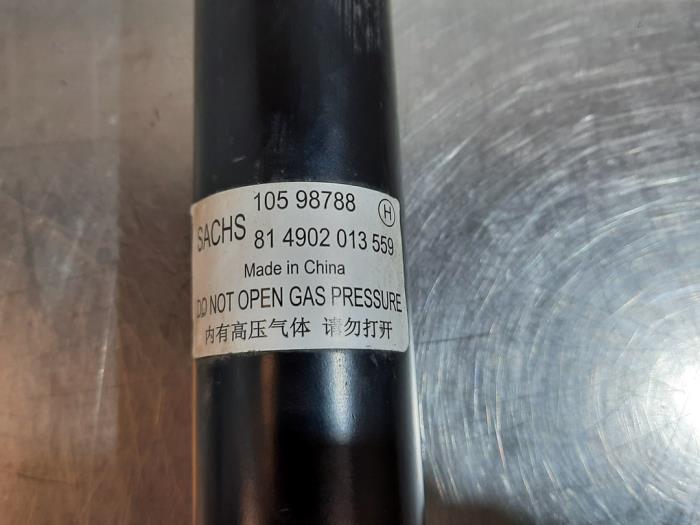 105 98788 Ⓗ
SACHS
81 4902 013 559
Made in China
DO NOT OPEN GAS PRESSURE
内有高压气体 请勿打开